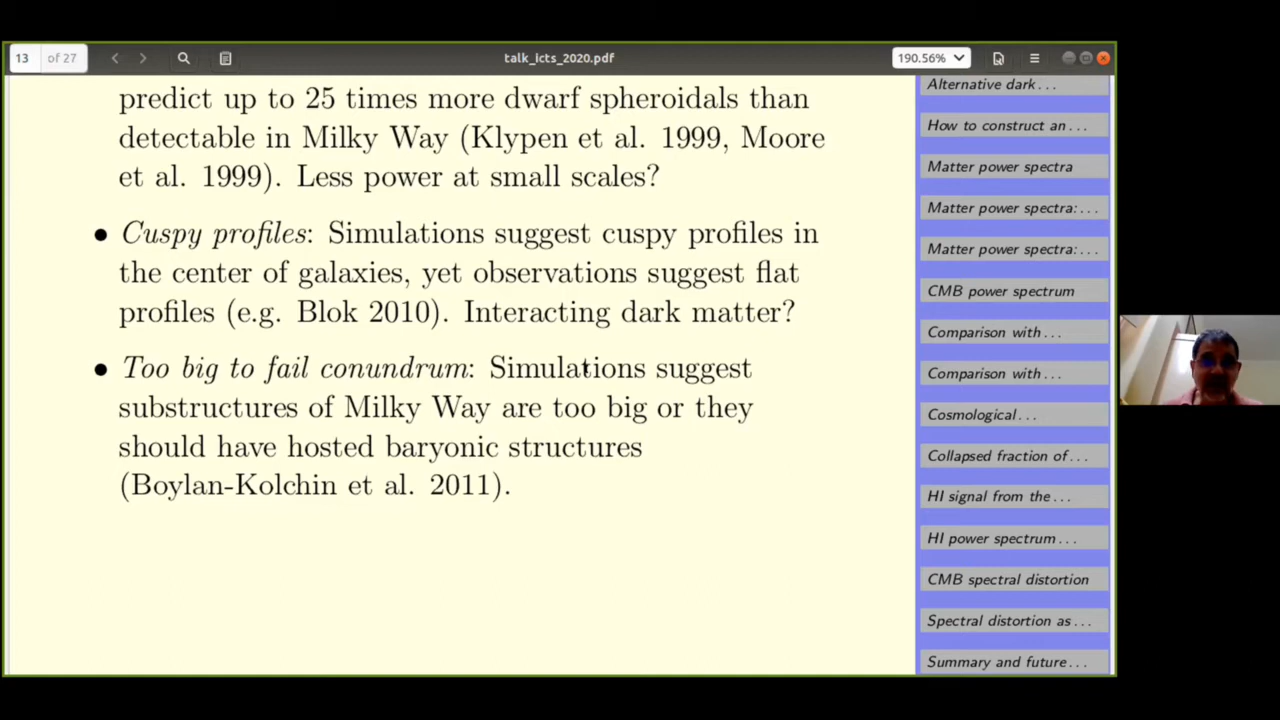 13 of 27
talk_lcts_2020.pdf
190.56%
predict up to 25 times more dwarf spheroidals than
detectable in Milky Way (Klypen et al. 1999, Moore
et al. 1999). Less power at small scales?
• Cuspy profiles: Simulations suggest cuspy profiles in
the center of galaxies, yet observations suggest flat
profiles (e.g. Blok 2010). Interacting dark matter?
• Too big to fail conundrum: Simulations suggest
substructures of Milky Way are too big or they
should have hosted baryonic structures
(Boylan-Kolchin et al. 2011).
Alternative dark . . .
How to construct an . . .
Matter power spectra
Matter power spectra: . . .
Matter power spectra: . . .
CMB power spectrum
Comparison with . . .
Comparison with . . .
Cosmological . . .
Collapsed fraction of . . .
HI signal from the . . .
HI power spectrum . . .
CMB spectral distortion
Spectral distortion as . . .
Summary and future . . .